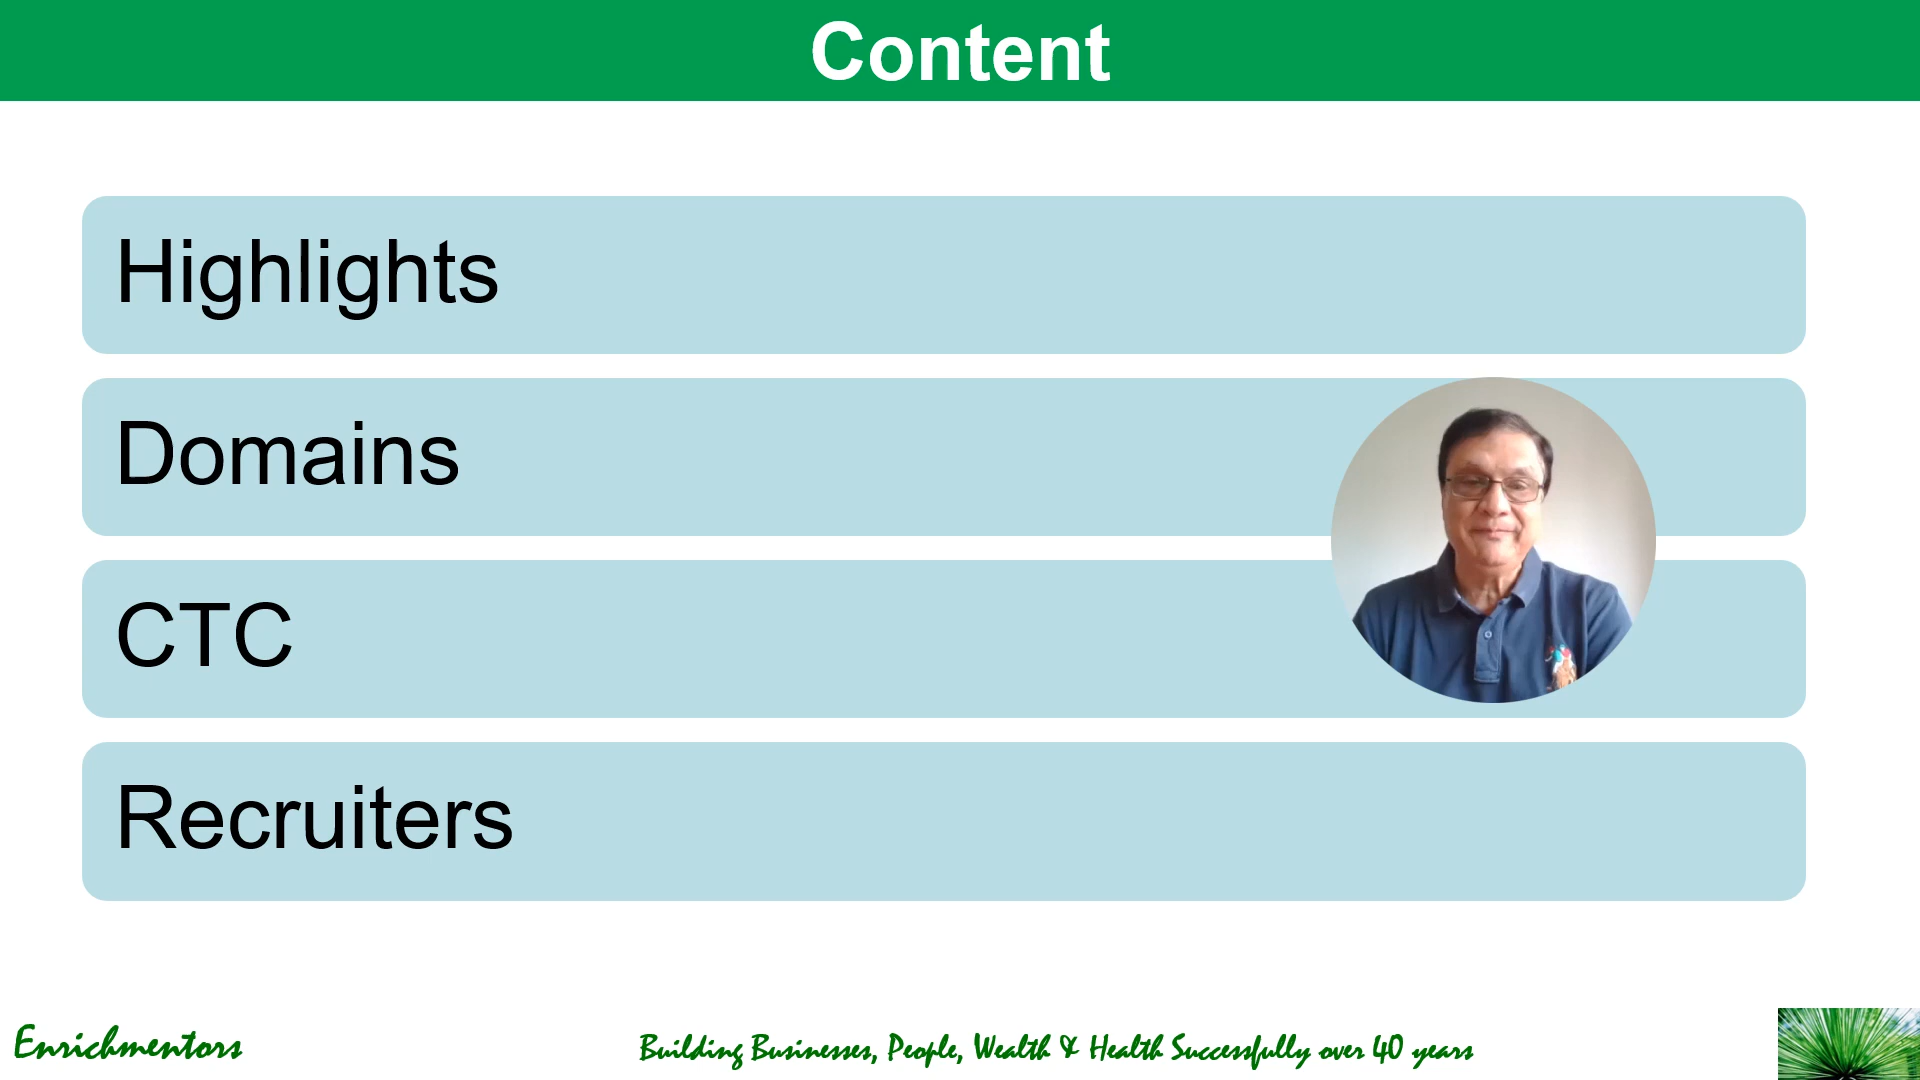 Content
Highlights
Domains
CTC
Recruiters
Enrichmentors
Building Businesses, People, Wealth & Health Successfully over 40 years